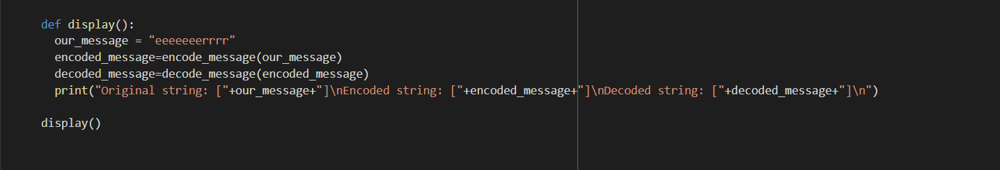 def display():
  our_message = "eeeeeeerrrr"
  encoded_message=encode_message(our_message)
  decoded_message=decode_message(encoded_message)
  print("Original string: ["+our_message+"]\nEncoded string: ["+encoded_message+"]\nDecoded string: ["+decoded_message+"]\n")
display()